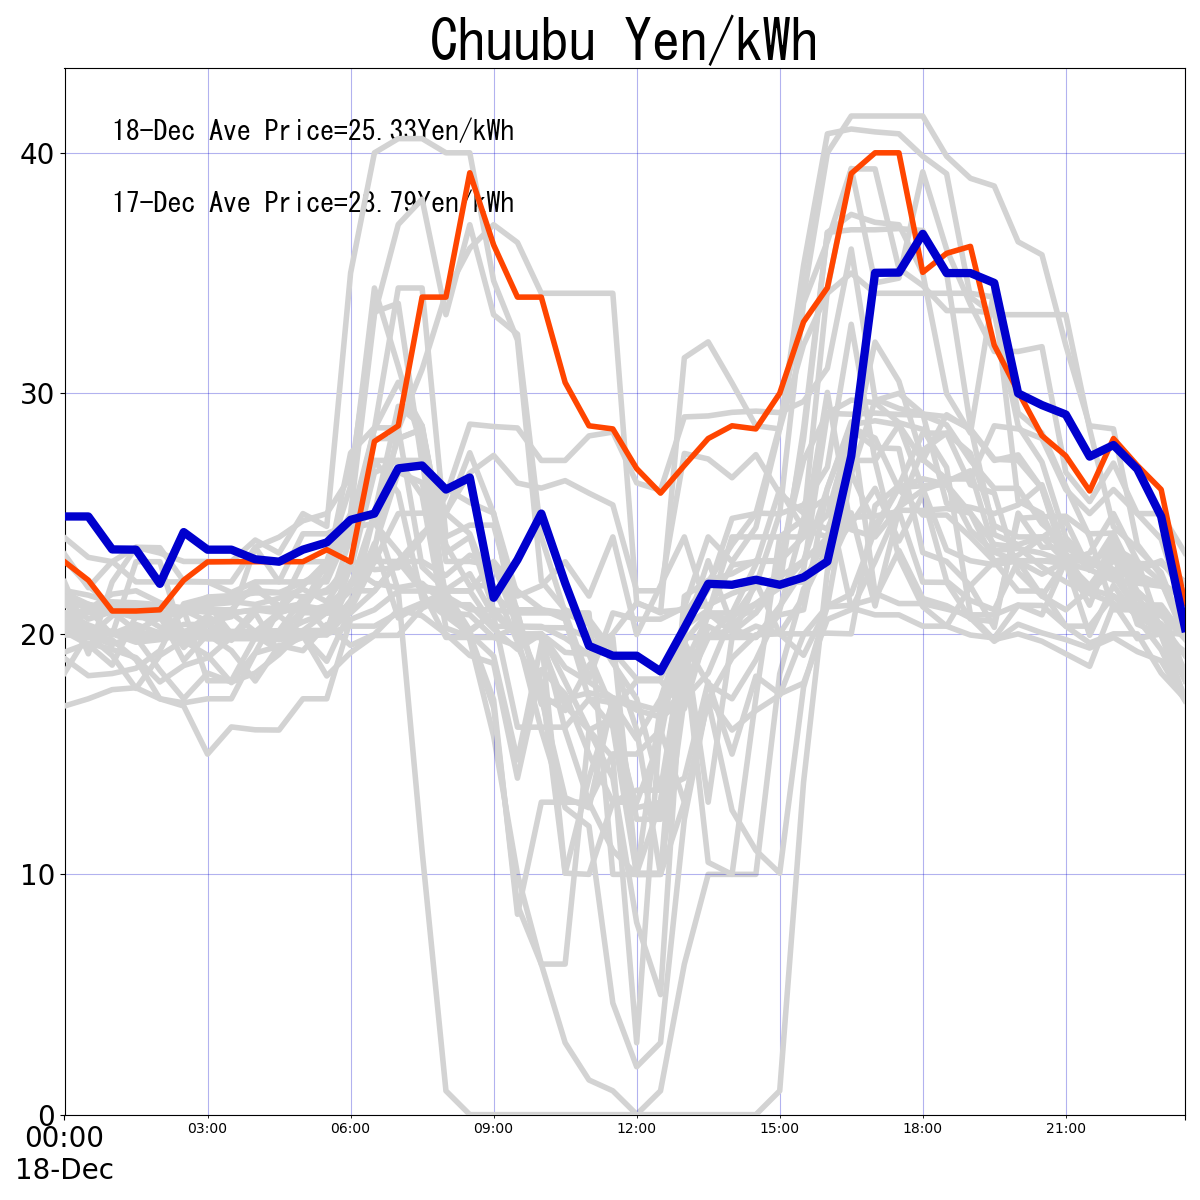 Chuubu Yen/kWh
18-Dec Ave Price=25.33Yen/kWh
17-Dec Ave Price=28.79Yen/kWh
40
30
20
10
0
00:00 03:00 06:00 09:00 12:00 15:00 18:00 21:00
18-Dec